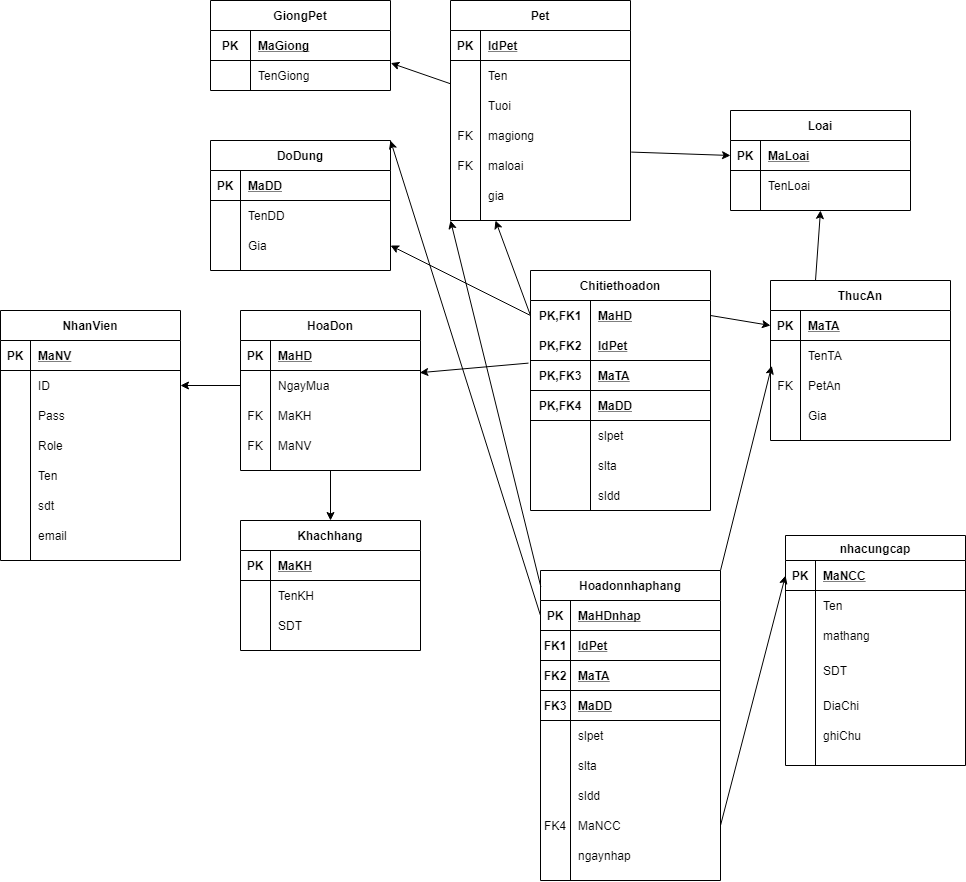 GiongPet
PK MaGiong
TenGiong
Pet
PK IdPet
Ten
Tuoi
FK magiong
FK maloai
gia
Loai
PK MaLoai
TenLoai
DoDung
PK MaDD
TenDD
Gia
Chitiethoadon
PK,FK1 MaHD
PK,FK2 IdPet
PK,FK3 MaTA
PK,FK4 MaDD
slpet
slta
sldd
ThucAn
PK MaTA
TenTA
FK PetAn
Gia
NhanVien
PK MaNV
ID
Pass
Role
Ten
sdt
email
HoaDon
PK MaHD
NgayMua
FK MaKH
FK MaNV
Khachhang
PK MaKH
TenKH
SDT
Hoadonnhaphang
PK MaHDnhap
FK1 IdPet
FK2 MaTA
FK3 MaDD
slpet
slta
sldd
FK4 MaNCC
ngaynhap
nhacungcap
PK MaNCC
Ten
mathang
SDT
DiaChi
ghiChu